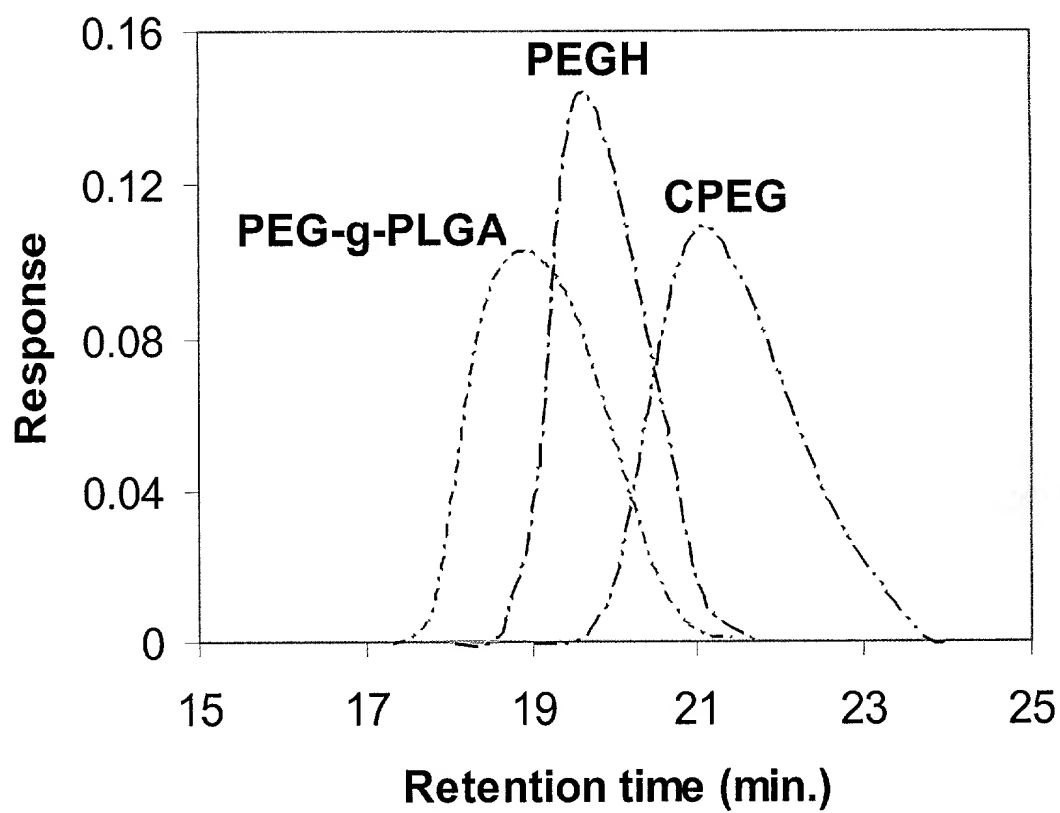 0.16
PEGH
0.12
CPEG
PEG-g-PLGA
0.08
Response
0.04
0
15 17 19 21 23 25
Retention time (min.)